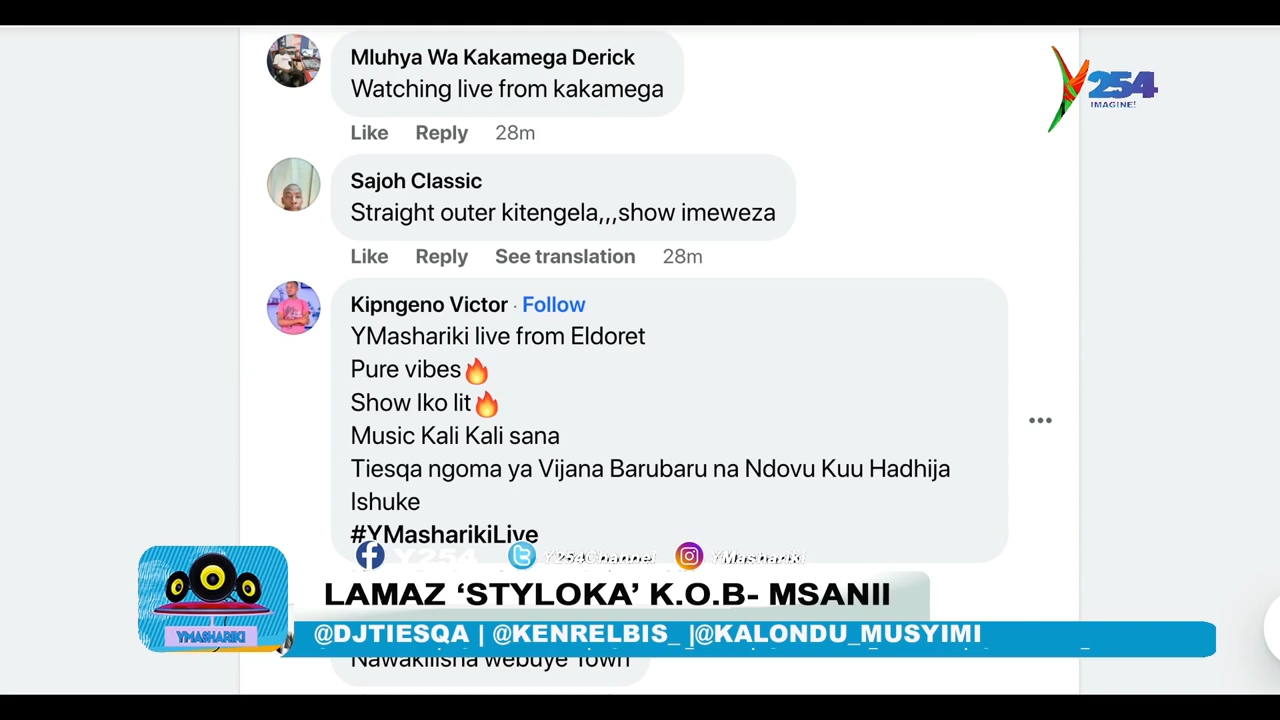 Mluhya Wa Kakamega Derick
Watching live from kakamega
Like Reply 28m
254
IMAGINE!
Sajoh Classic
Straight outer kitengela,,,show imeweza
Like Reply See translation 28m
Kipngeno Victor · Follow
YMashariki live from Eldoret
Pure vibes🔥
Show Iko lit🔥
Music Kali Kali sana
Tiesqa ngoma ya Vijana Barubaru na Ndovu Kuu Hadhija
Ishuke
#YMasharikiLive
Y254 Y254Channel YMashariki
LAMAZ ‘STYLOKA’ K.O.B- MSANII
@DJTIESQA | @KENRELBIS_ |@KALONDU_MUSYIMI
YMASHARIKI
Nawakilisha webuye Town